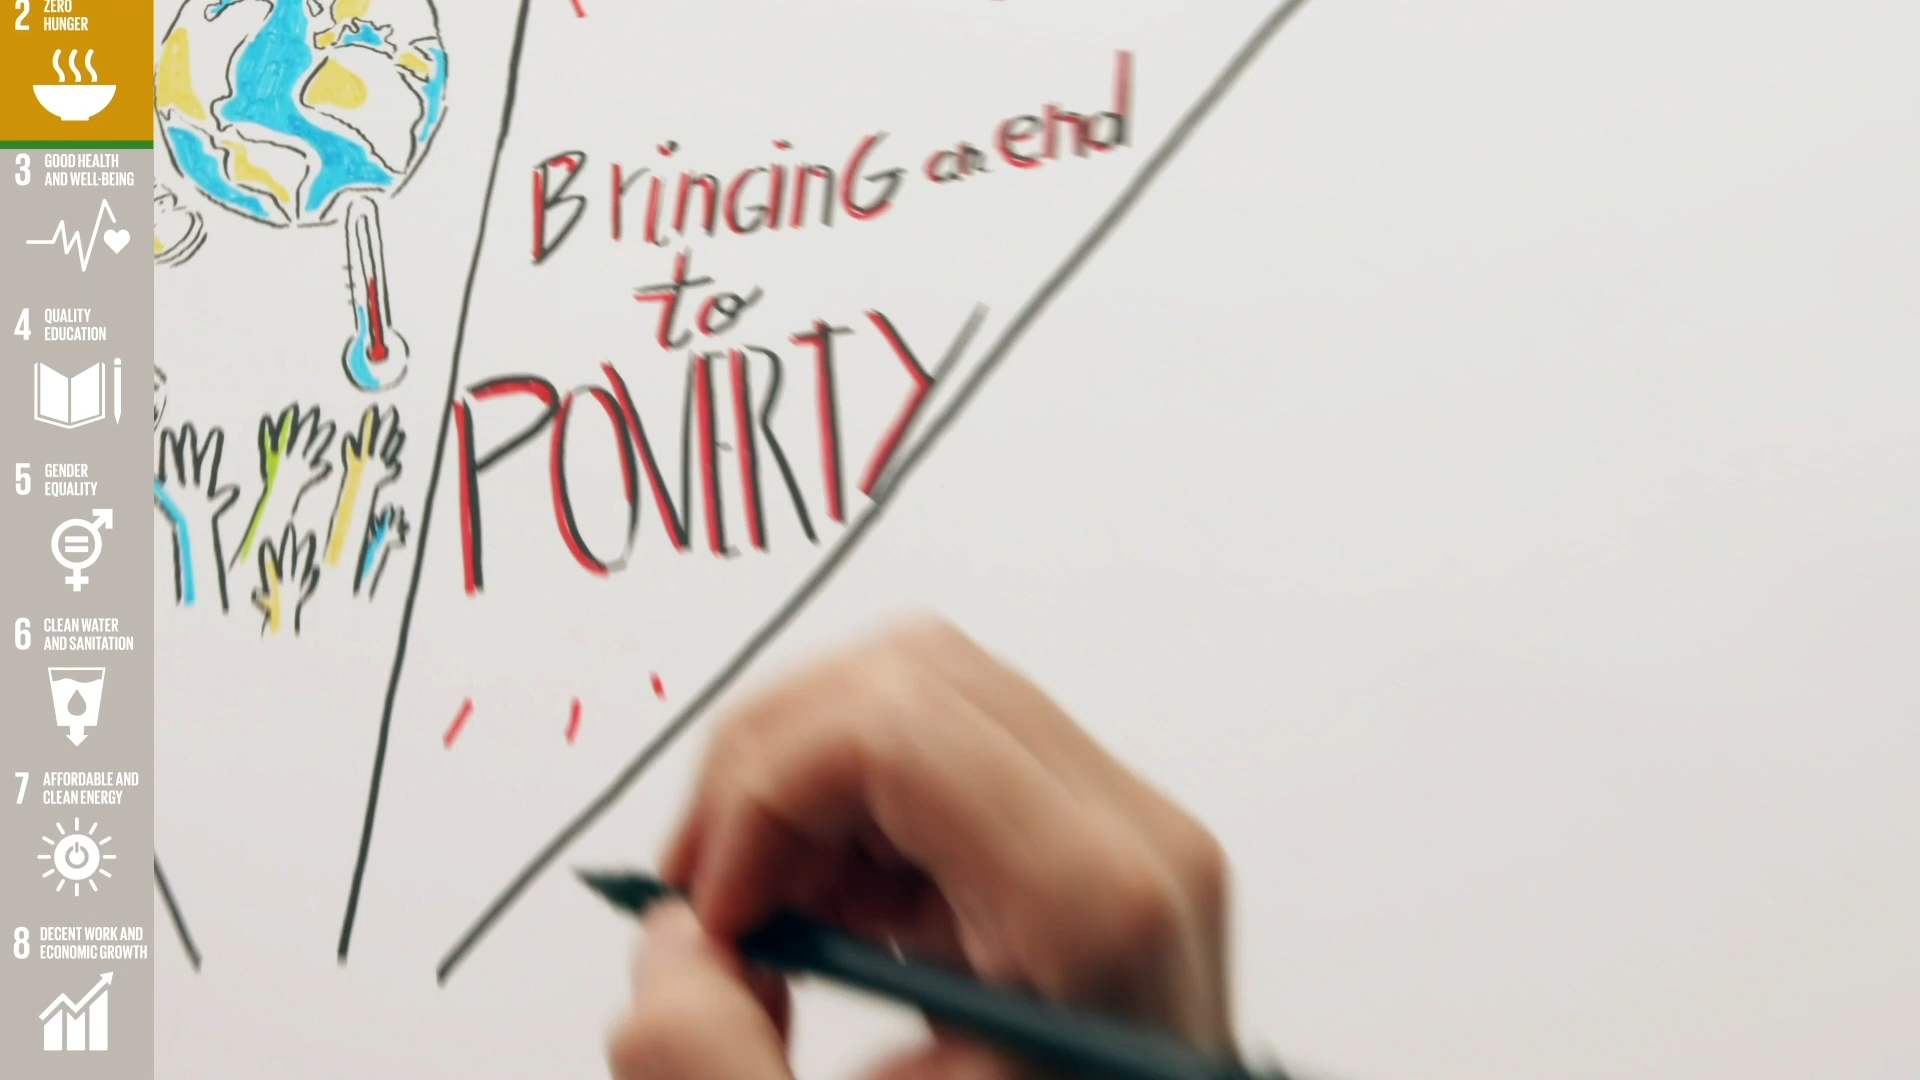 2 ZERO
HUNGER
3 GOOD HEALTH
AND WELL-BEING
4 QUALITY
EDUCATION
5 GENDER
EQUALITY
6 CLEAN WATER
AND SANITATION
7 AFFORDABLE AND
CLEAN ENERGY
8 DECENT WORK AND
ECONOMIC GROWTH
BrinGinG an end
to
POVERTY